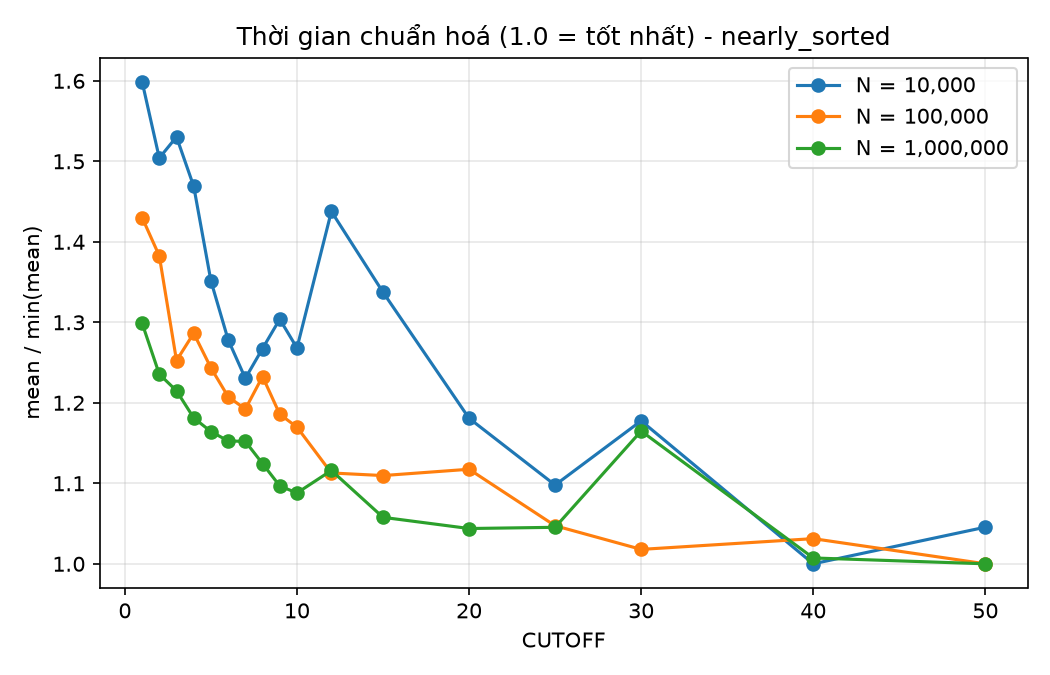 Thời gian chuẩn hoá (1.0 = tốt nhất) - nearly_sorted
N = 10,000
N = 100,000
N = 1,000,000
mean / min(mean)
1.6
1.5
1.4
1.3
1.2
1.1
1.0
0 10 20 30 40 50
CUTOFF